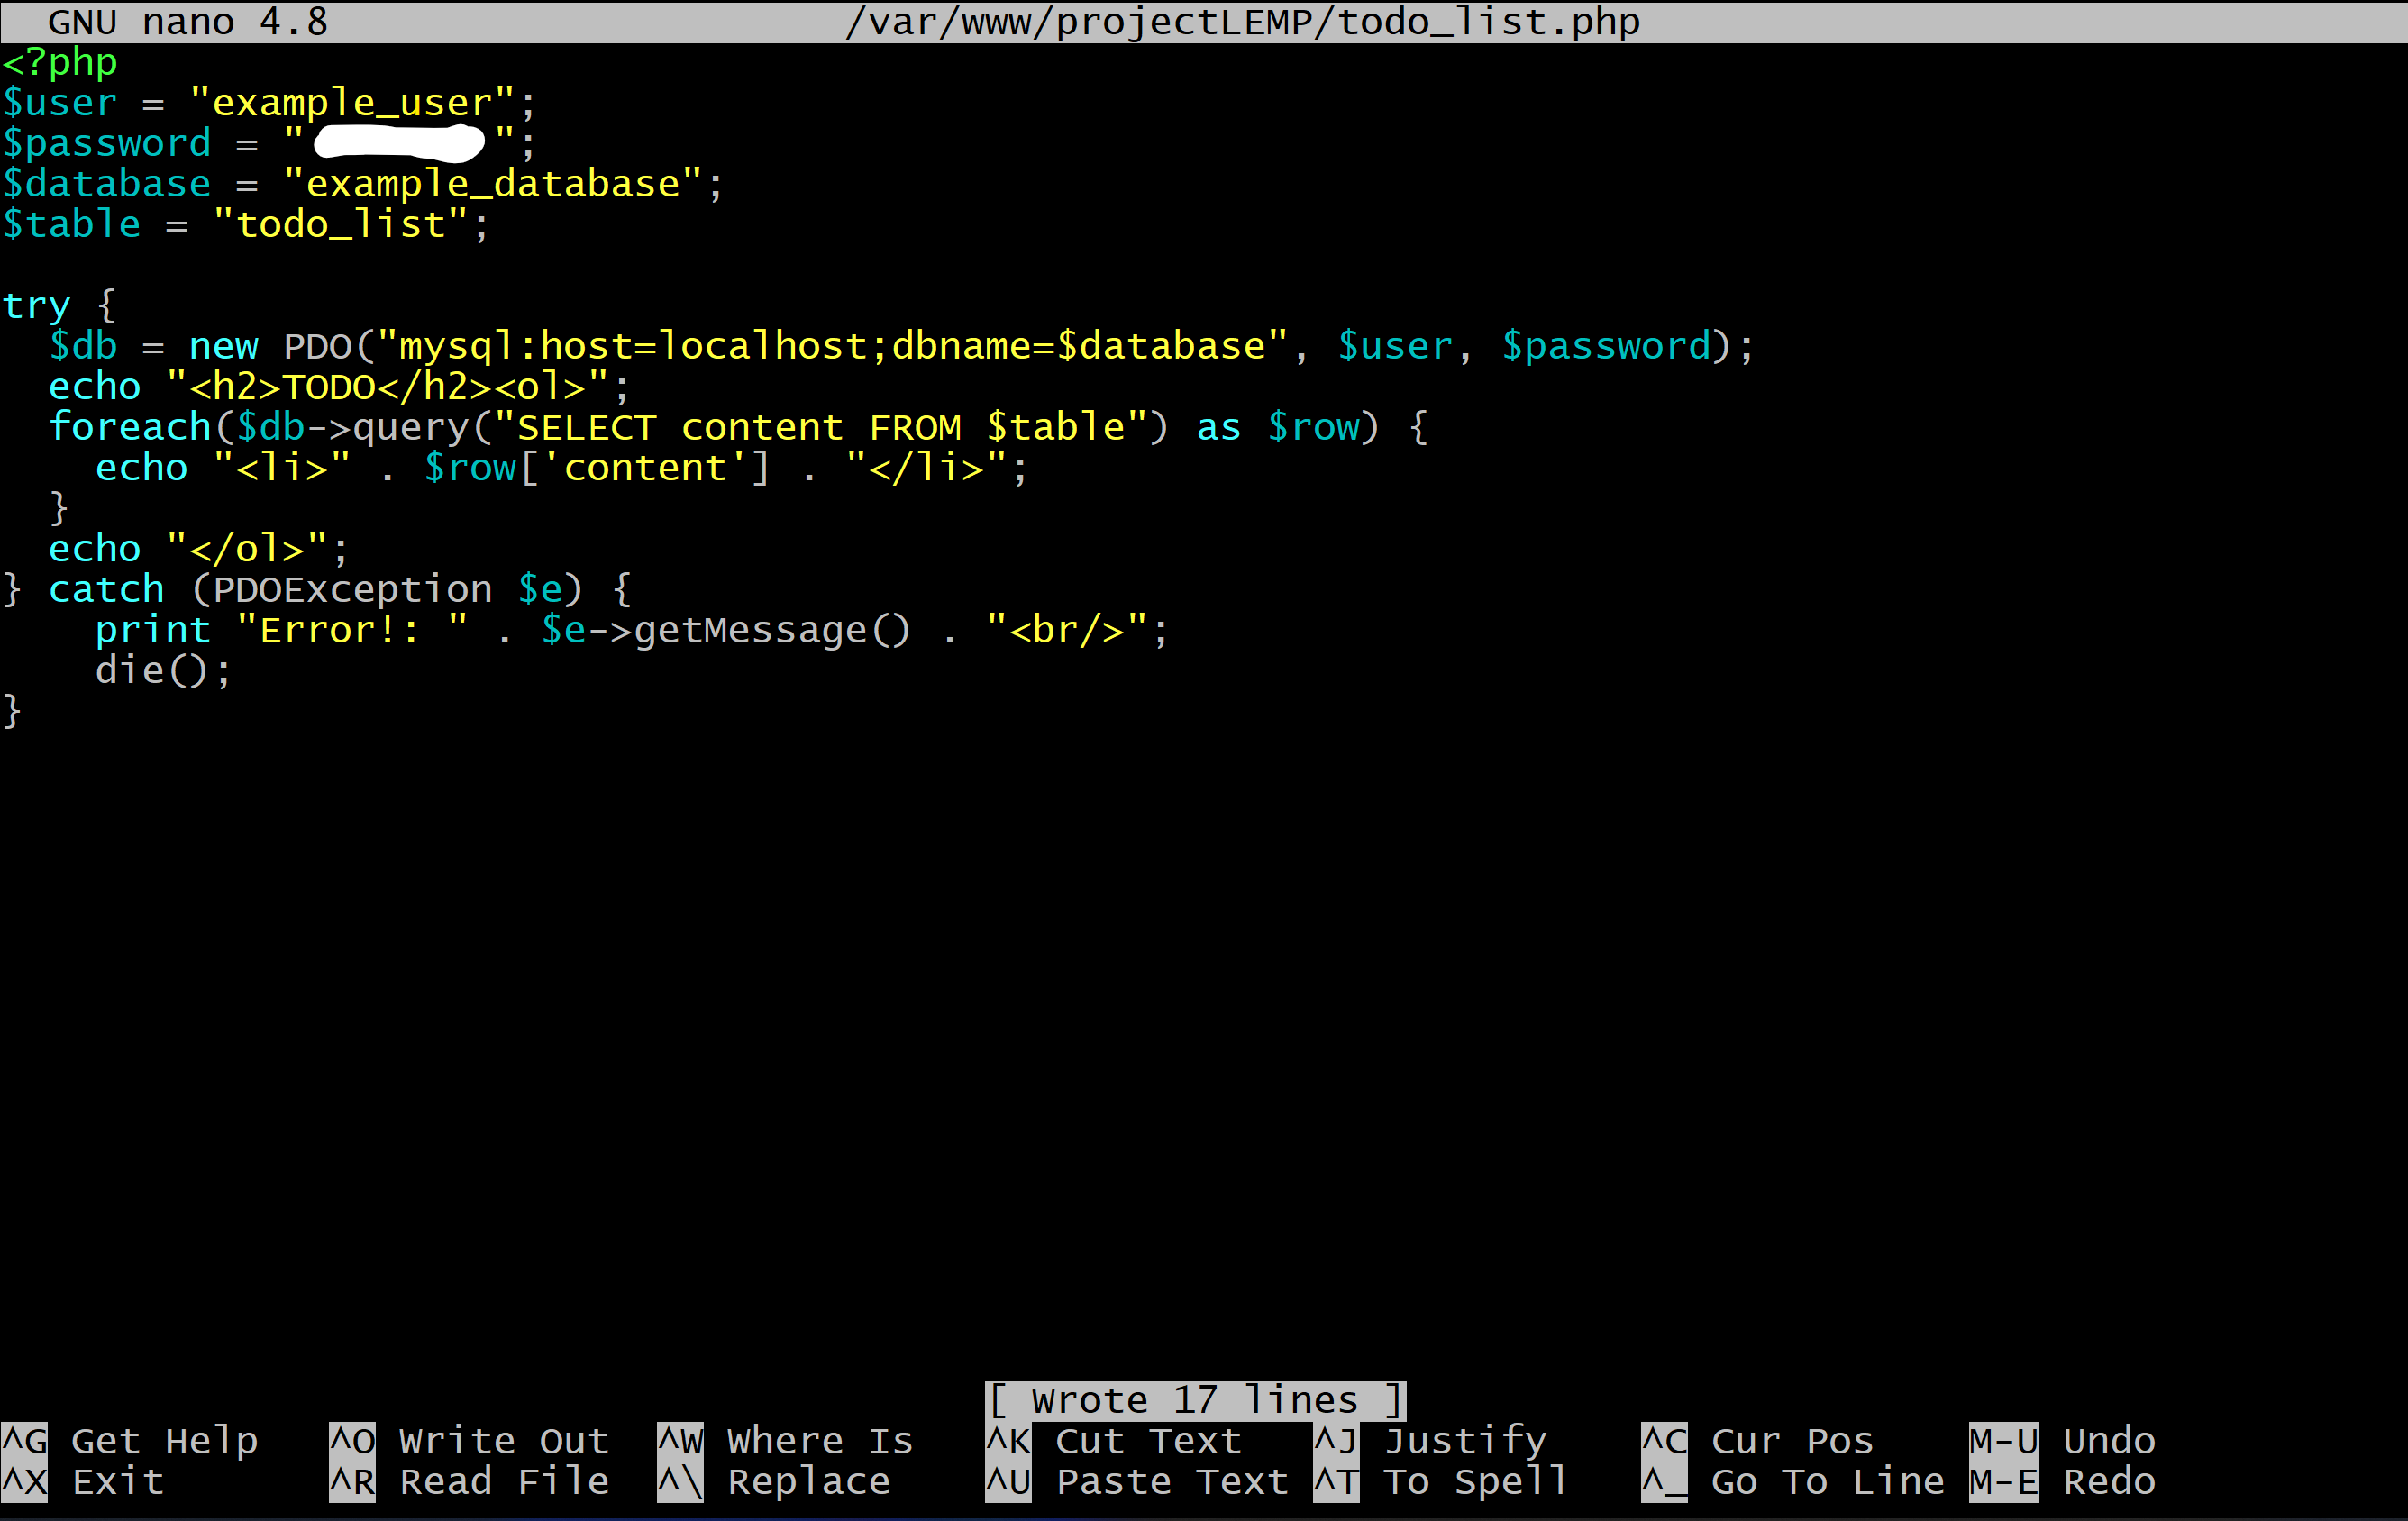 GNU nano 4.8 /var/www/projectLEMP/todo_list.php
<?php
$user = "example_user";
$password = "";
$database = "example_database";
$table = "todo_list";

try {
  $db = new PDO("mysql:host=localhost;dbname=$database", $user, $password);
  echo "<h2>TODO</h2><ol>";
  foreach($db->query("SELECT content FROM $table") as $row) {
    echo "<li>" . $row['content'] . "</li>";
  }
  echo "</ol>";
} catch (PDOException $e) {
    print "Error!: " . $e->getMessage() . "<br/>";
    die();
}
[ Wrote 17 lines ]
^G Get Help ^O Write Out ^W Where Is ^K Cut Text ^J Justify ^C Cur Pos M-U Undo
^X Exit ^R Read File ^\ Replace ^U Paste Text ^T To Spell ^_ Go To Line M-E Redo